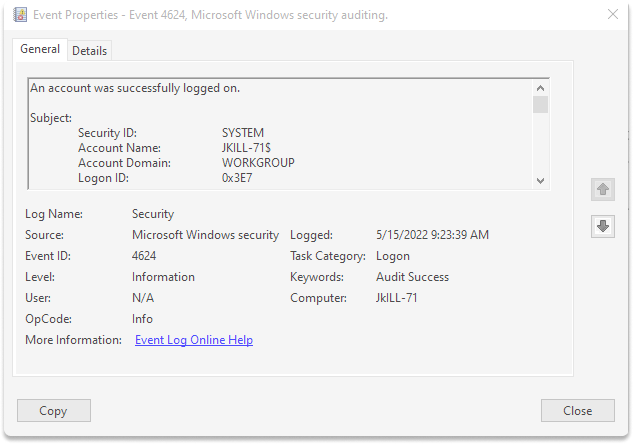 Event Properties - Event 4624, Microsoft Windows security auditing.
General Details
An account was successfully logged on.
Subject:
Security ID: SYSTEM
Account Name: JKILL-71$
Account Domain: WORKGROUP
Logon ID: 0x3E7
Log Name: Security
Source: Microsoft Windows security Logged: 5/15/2022 9:23:39 AM
Event ID: 4624 Task Category: Logon
Level: Information Keywords: Audit Success
User: N/A Computer: JkILL-71
OpCode: Info
More Information: Event Log Online Help
Copy Close